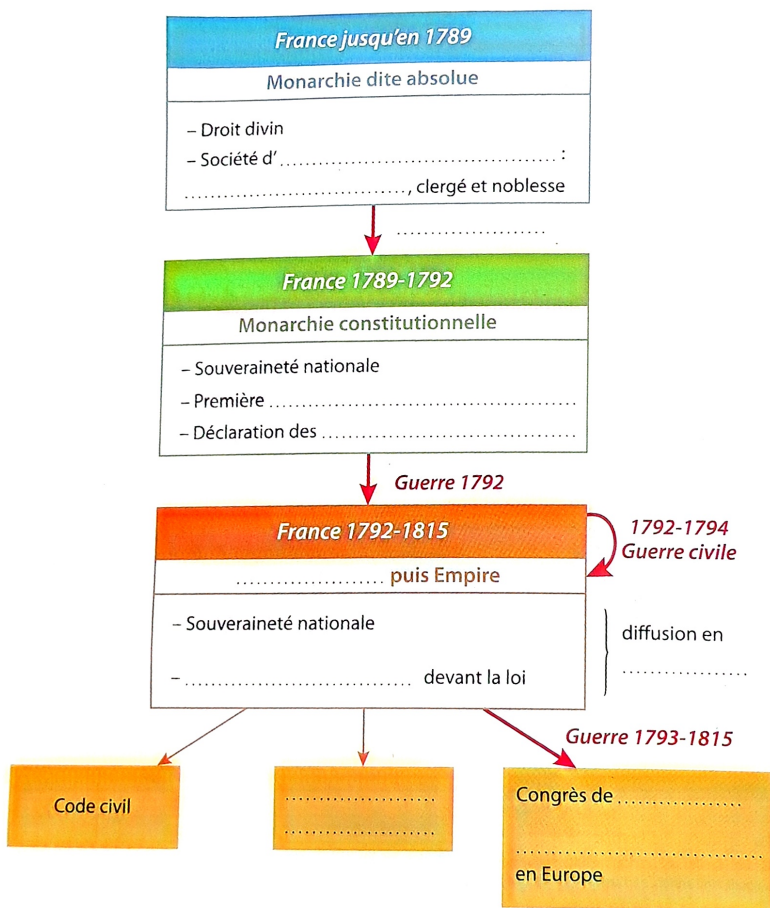 France jusqu'en 1789
Monarchie dite absolue
– Droit divin
– Société d' .................................................... :
........................................, clergé et noblesse
............................
France 1789-1792
Monarchie constitutionnelle
– Souveraineté nationale
– Première .........................................................
– Déclaration des ................................................
Guerre 1792
France 1792-1815
1792-1794
Guerre civile
............................ puis Empire
– Souveraineté nationale
– .......................................... devant la loi
diffusion en
.......................
Guerre 1793-1815
Code civil
............................
............................
Congrès de .......................
..............................................
en Europe